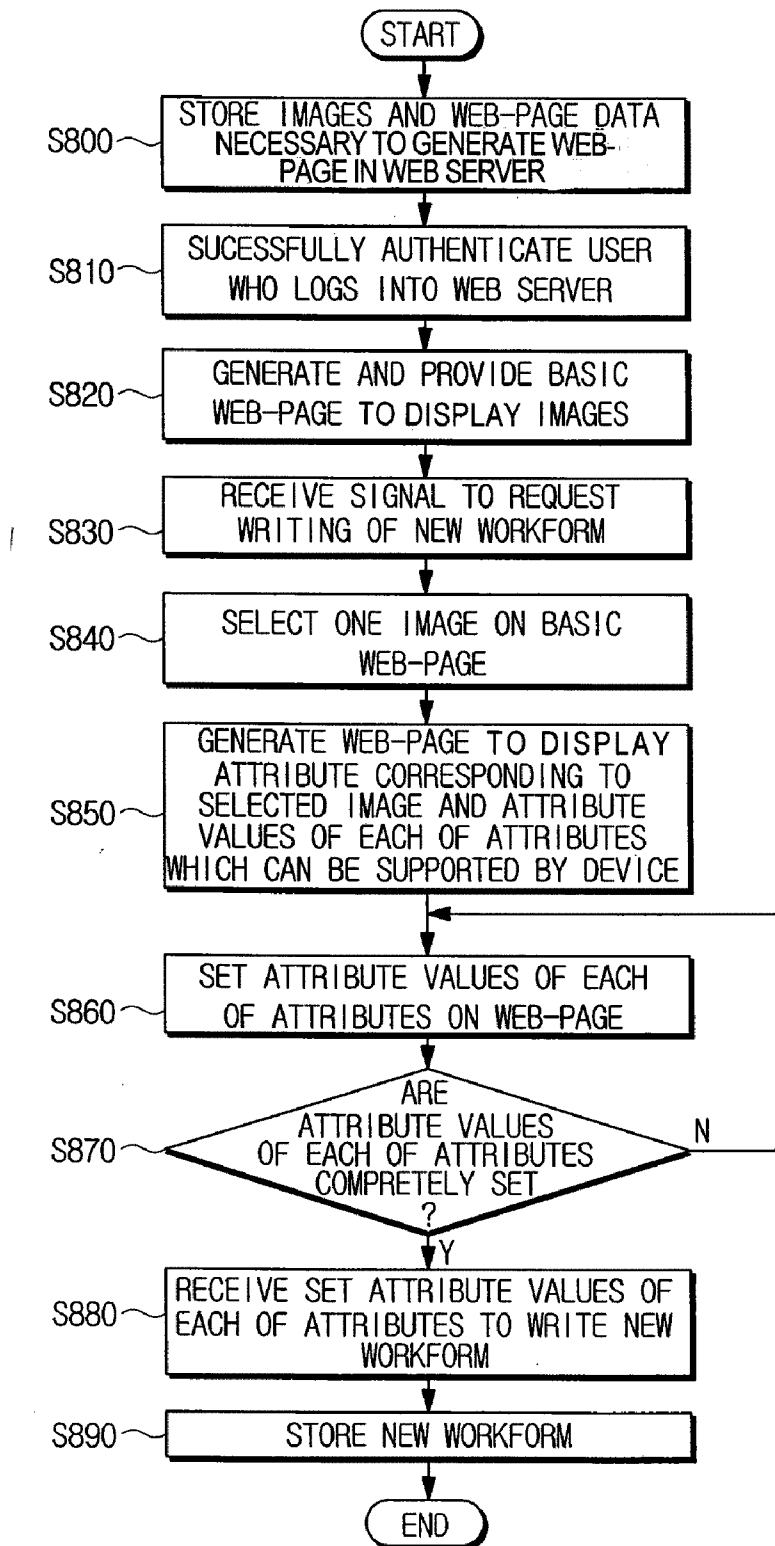 START
S800
STORE IMAGES AND WEB-PAGE DATA
NECESSARY TO GENERATE WEB-
PAGE IN WEB SERVER
S810
SUCESSFULLY AUTHENTICATE USER
WHO LOGS INTO WEB SERVER
S820
GENERATE AND PROVIDE BASIC
WEB-PAGE TO DISPLAY IMAGES
S830
RECEIVE SIGNAL TO REQUEST
WRITING OF NEW WORKFORM
S840
SELECT ONE IMAGE ON BASIC
WEB-PAGE
S850
GENERATE WEB-PAGE TO DISPLAY
ATTRIBUTE CORRESPONDING TO
SELECTED IMAGE AND ATTRIBUTE
VALUES OF EACH OF ATTRIBUTES
WHICH CAN BE SUPPORTED BY DEVICE
S860
SET ATTRIBUTE VALUES OF EACH
OF ATTRIBUTES ON WEB-PAGE
S870
ARE
ATTRIBUTE VALUES
OF EACH OF ATTRIBUTES
COMPRETELY SET
?
N
Y
S880
RECEIVE SET ATTRIBUTE VALUES OF
EACH OF ATTRIBUTES TO WRITE NEW
WORKFORM
S890
STORE NEW WORKFORM
END